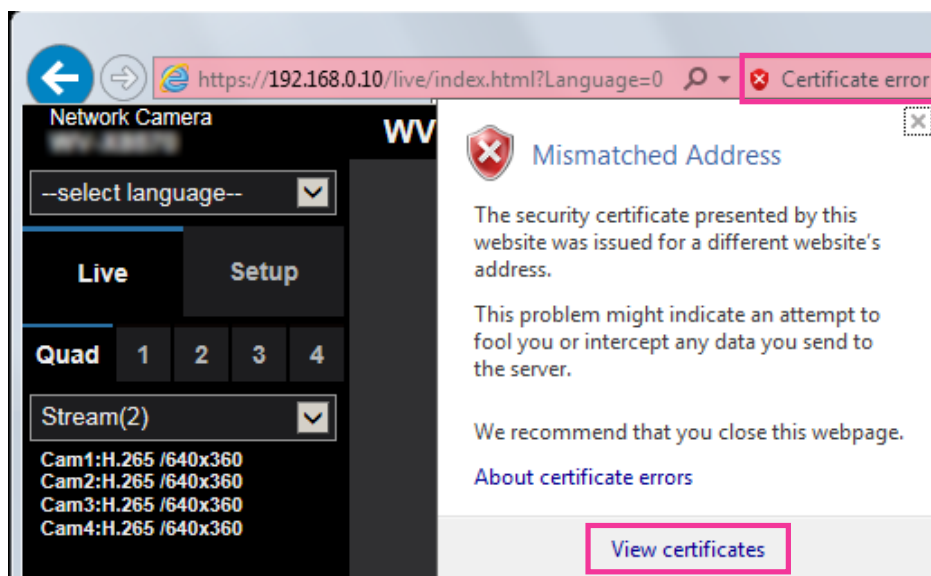 https://192.168.0.10/live/index.html?Language=0
Certificate error
Network Camera
WV
--select language--
Live
Setup
Quad 1 2 3 4
Stream(2)
Cam1:H.265 /640x360
Cam2:H.265 /640x360
Cam3:H.265 /640x360
Cam4:H.265 /640x360
Mismatched Address
The security certificate presented by this
website was issued for a different website's
address.
This problem might indicate an attempt to
fool you or intercept any data you send to
the server.
We recommend that you close this webpage.
About certificate errors
View certificates